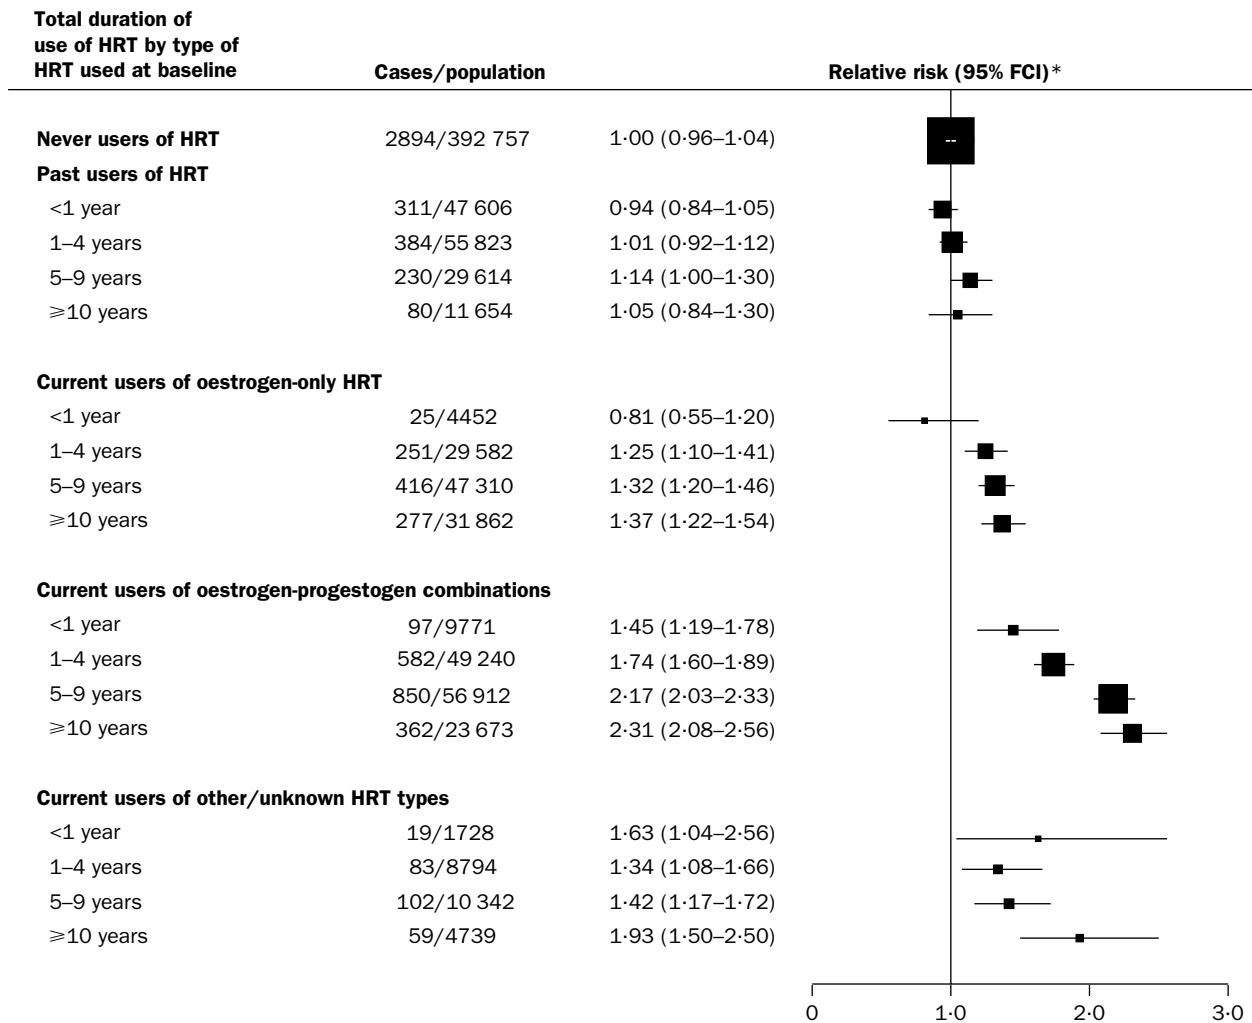 Total duration of
use of HRT by type of
HRT used at baseline Cases/population Relative risk (95% FCI)*
Never users of HRT 2894/392 757 1·00 (0·96–1·04)
Past users of HRT
<1 year 311/47 606 0·94 (0·84–1·05)
1–4 years 384/55 823 1·01 (0·92–1·12)
5–9 years 230/29 614 1·14 (1·00–1·30)
⩾10 years 80/11 654 1·05 (0·84–1·30)
Current users of oestrogen-only HRT
<1 year 25/4452 0·81 (0·55–1·20)
1–4 years 251/29 582 1·25 (1·10–1·41)
5–9 years 416/47 310 1·32 (1·20–1·46)
⩾10 years 277/31 862 1·37 (1·22–1·54)
Current users of oestrogen-progestogen combinations
<1 year 97/9771 1·45 (1·19–1·78)
1–4 years 582/49 240 1·74 (1·60–1·89)
5–9 years 850/56 912 2·17 (2·03–2·33)
⩾10 years 362/23 673 2·31 (2·08–2·56)
Current users of other/unknown HRT types
<1 year 19/1728 1·63 (1·04–2·56)
1–4 years 83/8794 1·34 (1·08–1·66)
5–9 years 102/10 342 1·42 (1·17–1·72)
⩾10 years 59/4739 1·93 (1·50–2·50)
0 1·0 2·0 3·0